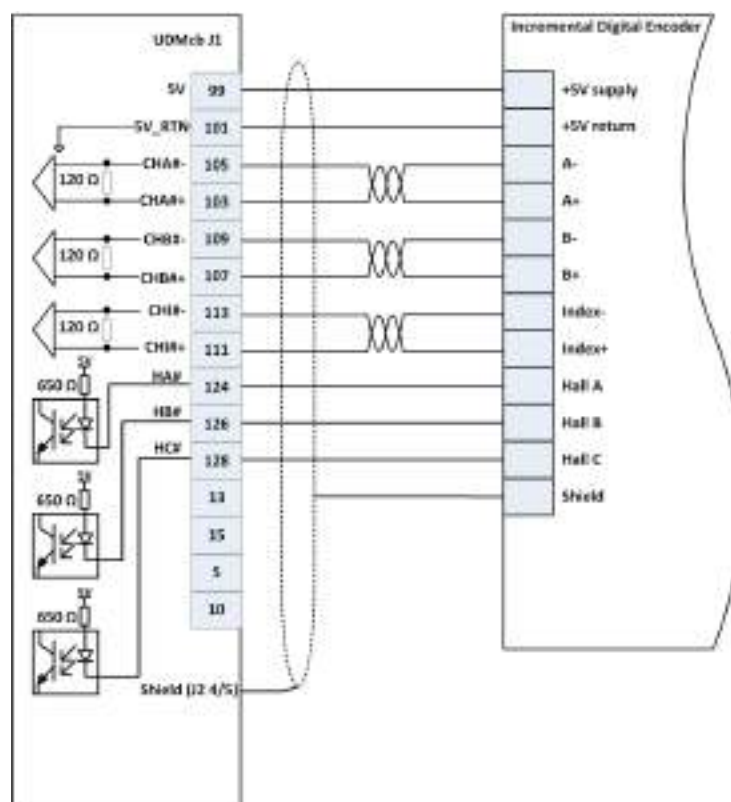 UDMcb J1
Incremental Digital Encoder
5V 99 +5V supply
5V_RTN 101 +5V return
CHA#- 105 A-
120 Ω
CHA#+ 103 A+
CHB#- 109 B-
120 Ω
CHB#+ 107 B+
CHI#- 113 Index-
120 Ω
CHI#+ 111 Index+
5V
650 Ω
HA# 124 Hall A
HB# 126 Hall B
HC# 128 Hall C
5V
650 Ω
13 Shield
15
5
5V
650 Ω
10
Shield (J2 4/5)